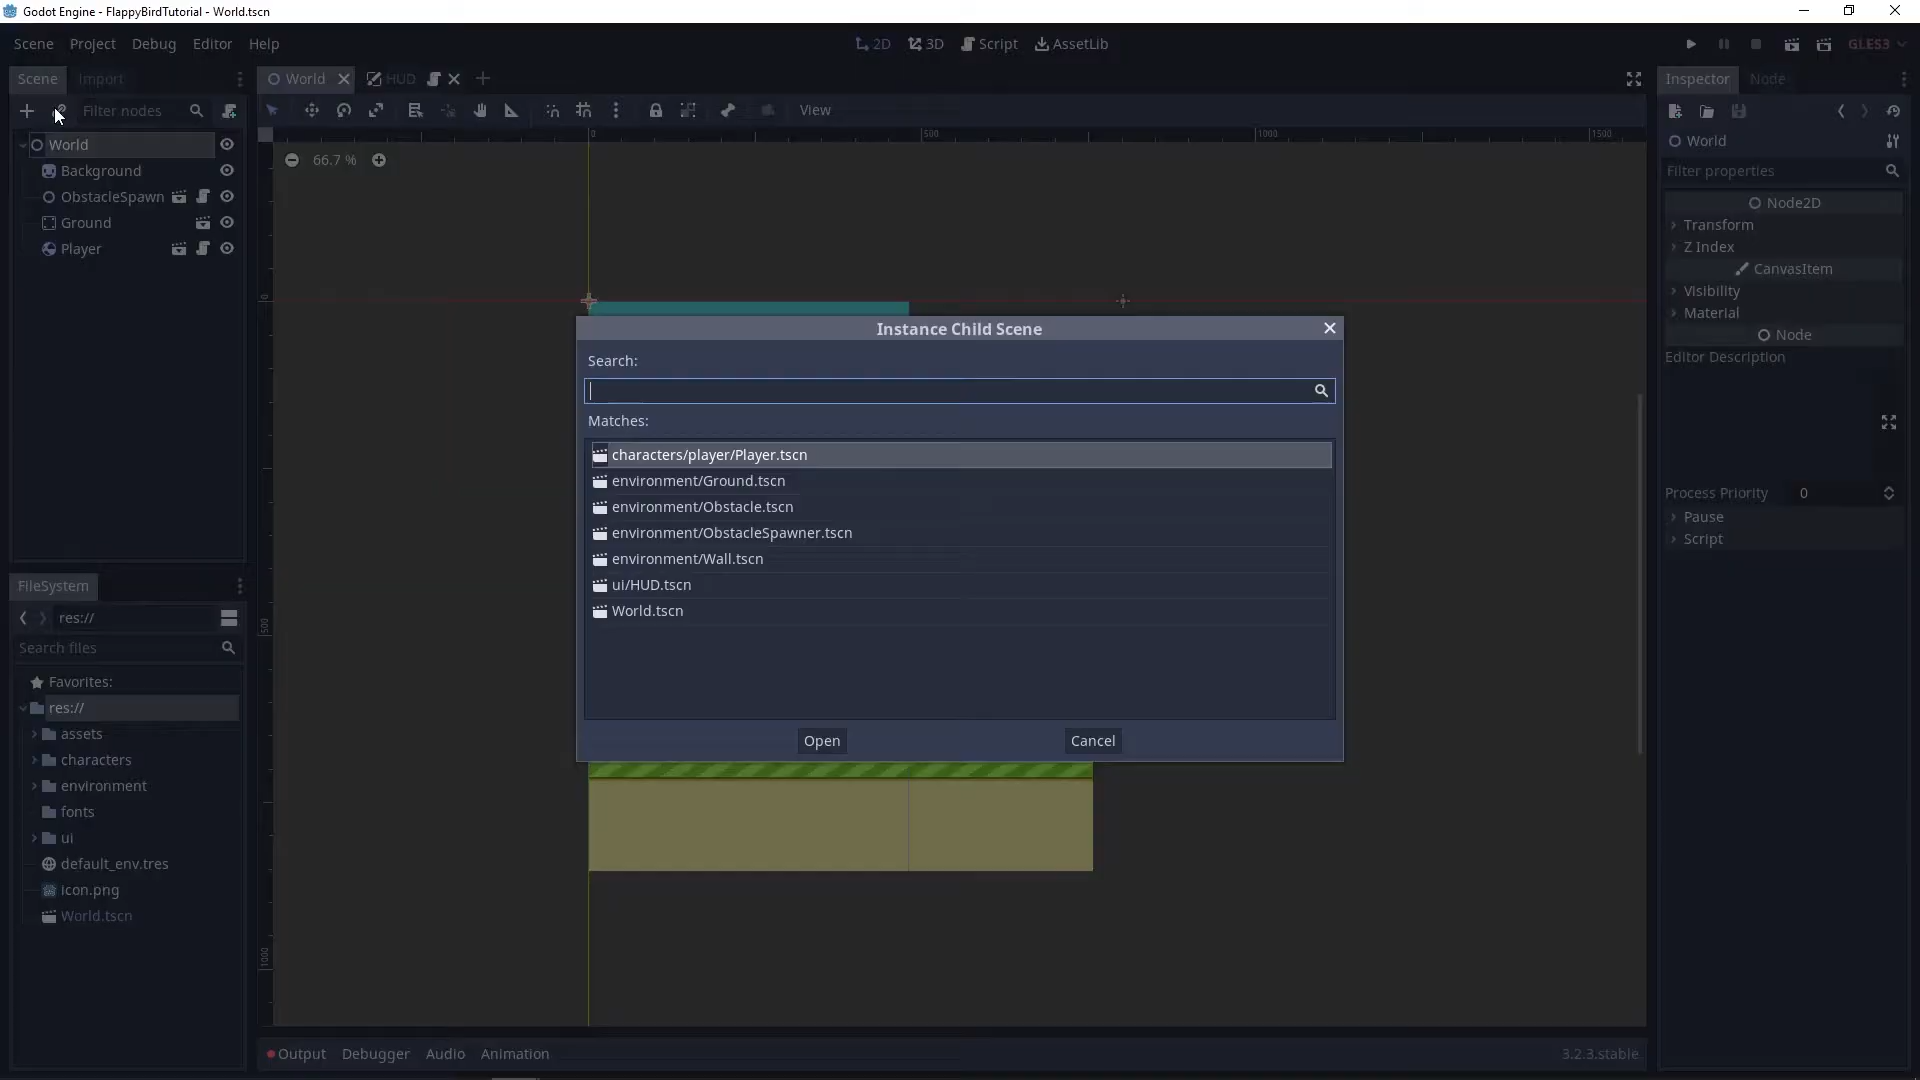 Godot Engine - FlappyBirdTutorial - World.tscn
Scene Project Debug Editor Help
2D 3D Script AssetLib
GLES3
Scene Import
World HUD
Inspector Node
Filter nodes
View
World
Background
ObstacleSpawn
Ground
Player
66.7 %
0 500 1000 1500
0
500
1000
World
Filter properties
Node2D
Transform
Z Index
CanvasItem
Visibility
Material
Node
Editor Description
Process Priority 0
Pause
Script
Instance Child Scene
Search:
Matches:
characters/player/Player.tscn
environment/Ground.tscn
environment/Obstacle.tscn
environment/ObstacleSpawner.tscn
environment/Wall.tscn
ui/HUD.tscn
World.tscn
Open Cancel
FileSystem
res://
Search files
Favorites:
res://
assets
characters
environment
fonts
ui
default_env.tres
icon.png
World.tscn
Output Debugger Audio Animation
3.2.3.stable